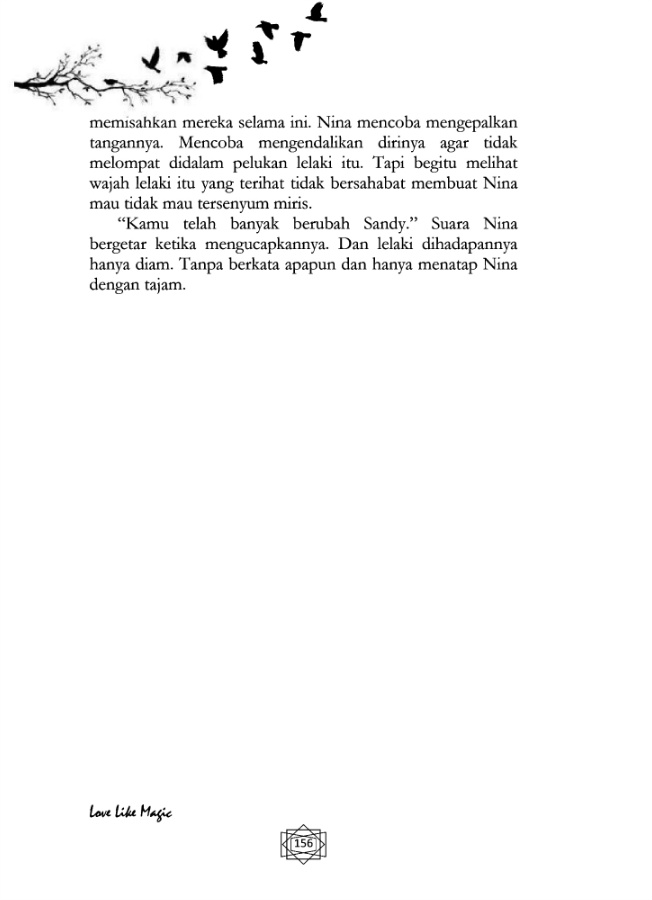 memisahkan mereka selama ini. Nina mencoba mengepalkan
tangannya. Mencoba mengendalikan dirinya agar tidak
melompat didalam pelukan lelaki itu. Tapi begitu melihat
wajah lelaki itu yang terihat tidak bersahabat membuat Nina
mau tidak mau tersenyum miris.
“Kamu telah banyak berubah Sandy.” Suara Nina
bergetar ketika mengucapkannya. Dan lelaki dihadapannya
hanya diam. Tanpa berkata apapun dan hanya menatap Nina
dengan tajam.
Love Like Magic
156